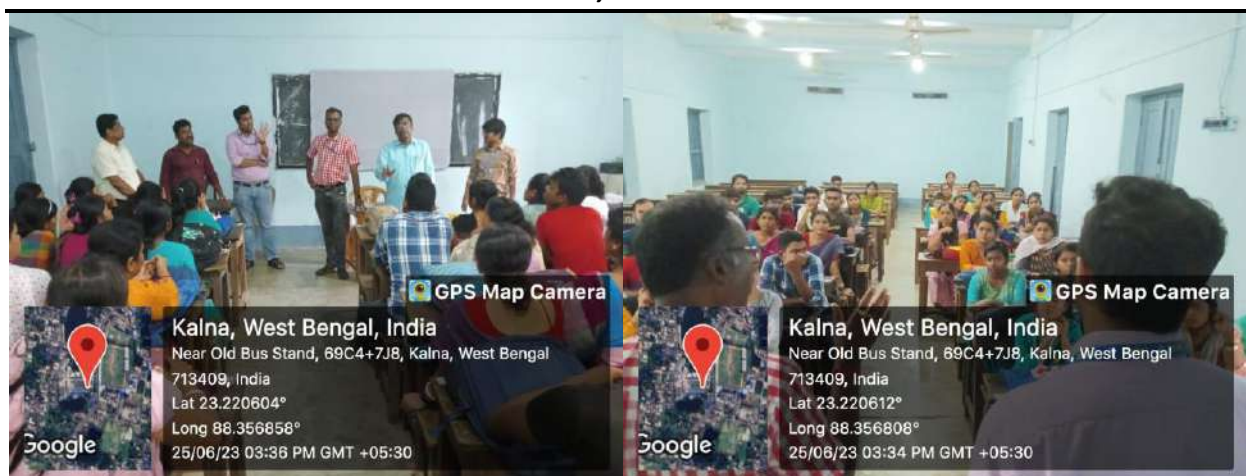 GPS Map Camera
Kalna, West Bengal, India
Near Old Bus Stand, 69C4+7J8, Kalna, West Bengal
713409, India
Lat 23.220604°
Long 88.356858°
25/06/23 03:36 PM GMT +05:30
Google
GPS Map Camera
Kalna, West Bengal, India
Near Old Bus Stand, 69C4+7J8, Kalna, West Bengal
713409, India
Lat 23.220612°
Long 88.356808°
25/06/23 03:34 PM GMT +05:30
Google